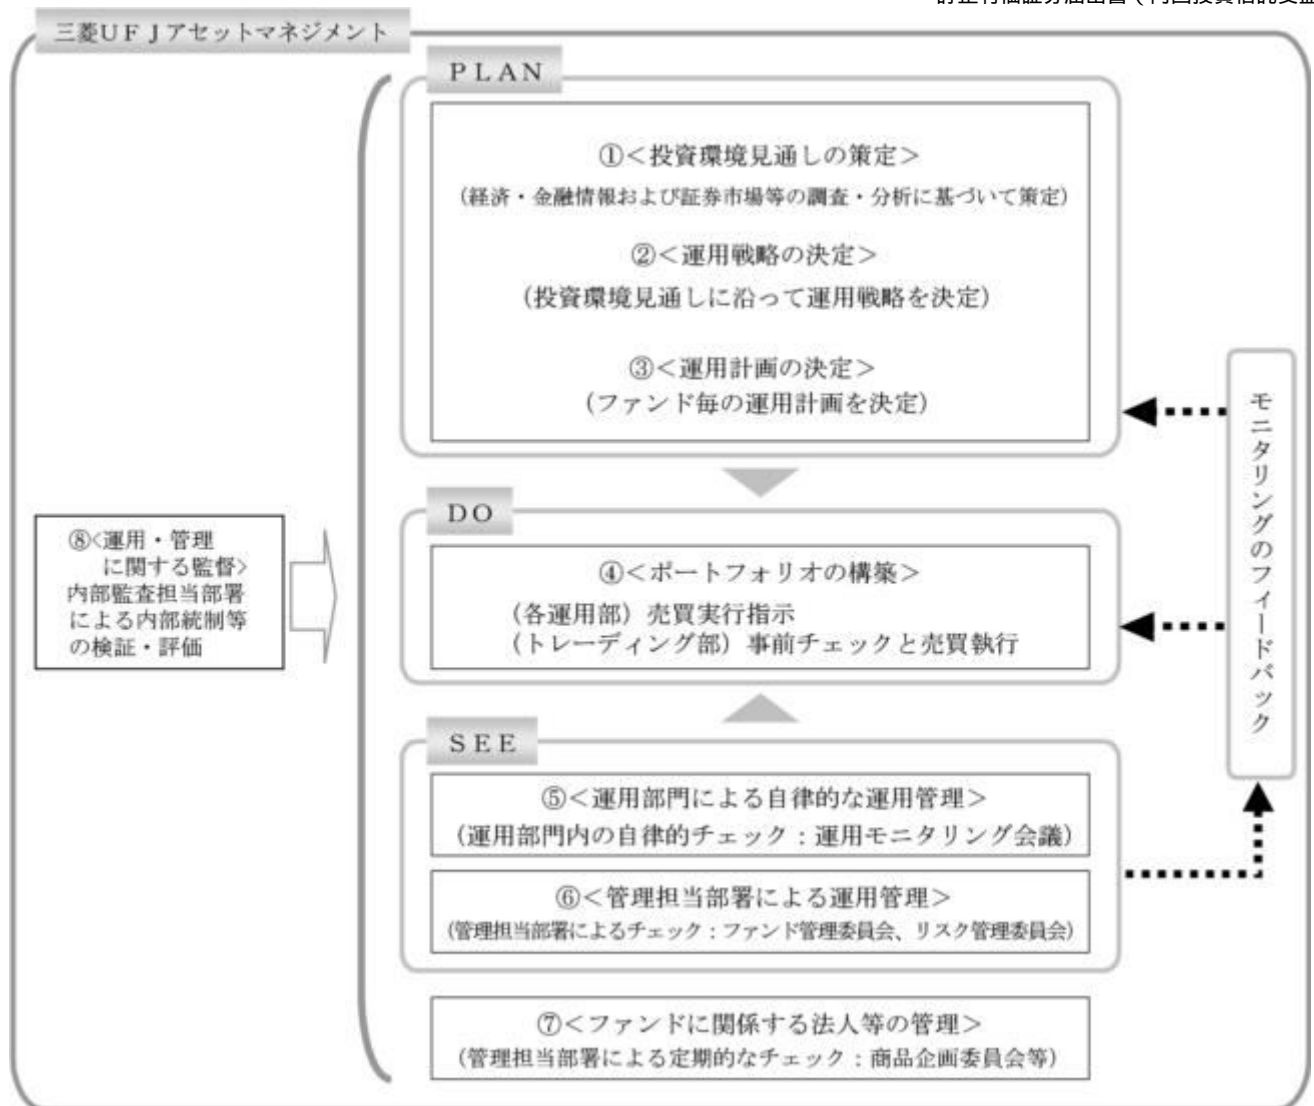 三菱ＵＦＪアセットマネジメント
ＰＬＡＮ
①＜投資環境見通しの策定＞
（経済・金融情報および証券市場等の調査・分析に基づいて策定）
②＜運用戦略の決定＞
（投資環境見通しに沿って運用戦略を決定）
③＜運用計画の決定＞
（ファンド毎の運用計画を決定）
ＤＯ
④＜ポートフォリオの構築＞
（各運用部）売買実行指示
（トレーディング部）事前チェックと売買執行
ＳＥＥ
⑤＜運用部門による自律的な運用管理＞
（運用部門内の自律的チェック：運用モニタリング会議）
⑥＜管理担当部署による運用管理＞
（管理担当部署によるチェック：ファンド管理委員会、リスク管理委員会）
⑦＜ファンドに関係する法人等の管理＞
（管理担当部署による定期的なチェック：商品企画委員会等）
⑧<運用・管理
に関する監督>
内部監査担当部署
による内部統制等
の検証・評価
モニタリングのフィードバック